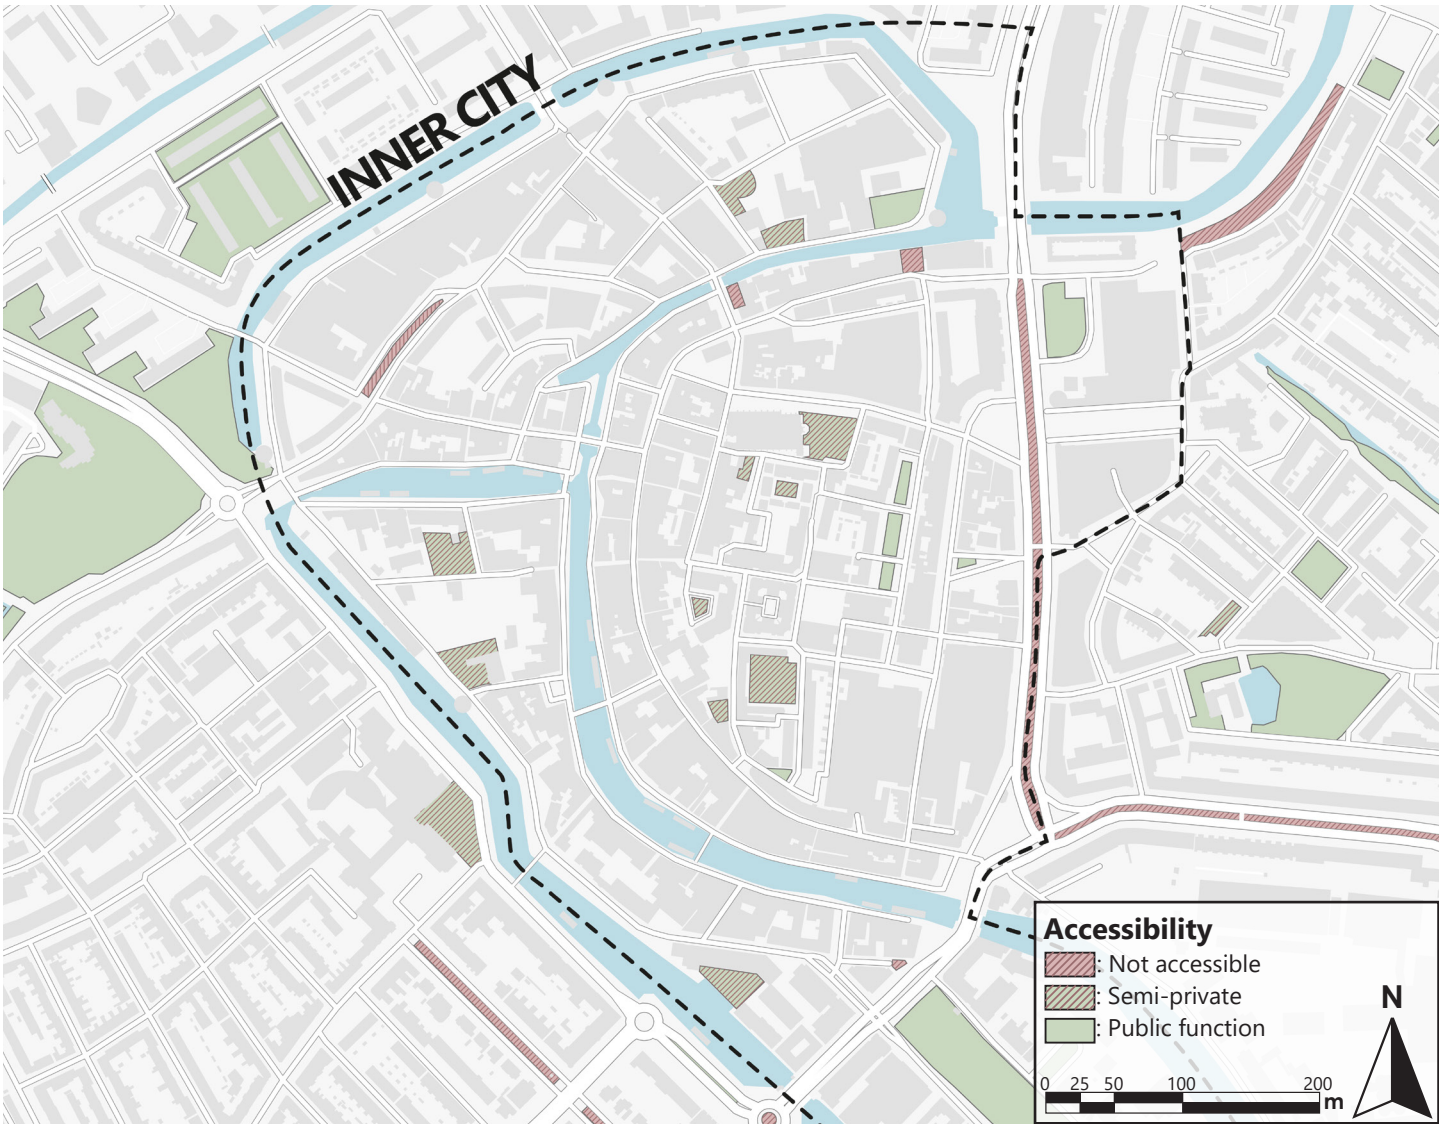 INNER CITY
Accessibility
: Not accessible
: Semi-private
: Public function
N
0 25 50 100 200
m